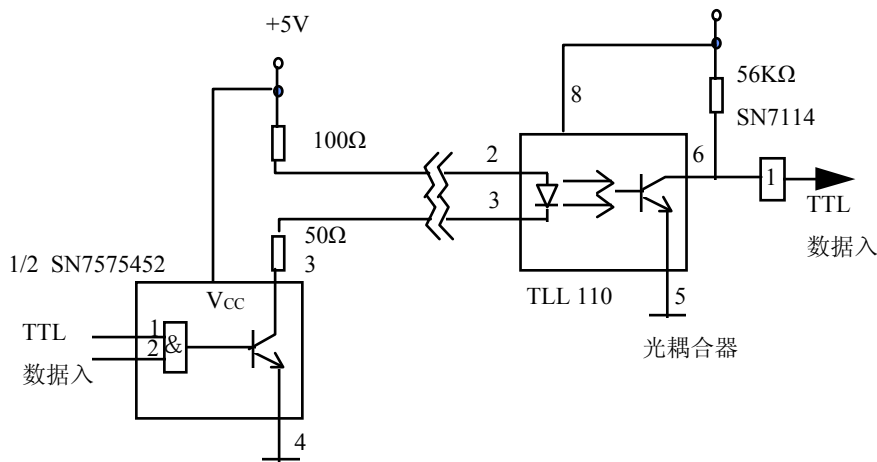 +5V
100Ω
50Ω
3
1/2 SN7575452
VCC
TTL
数据入
1
2
&
4
2
3
8
56KΩ
SN7114
6
1
TTL
数据入
5
TLL 110
光耦合器